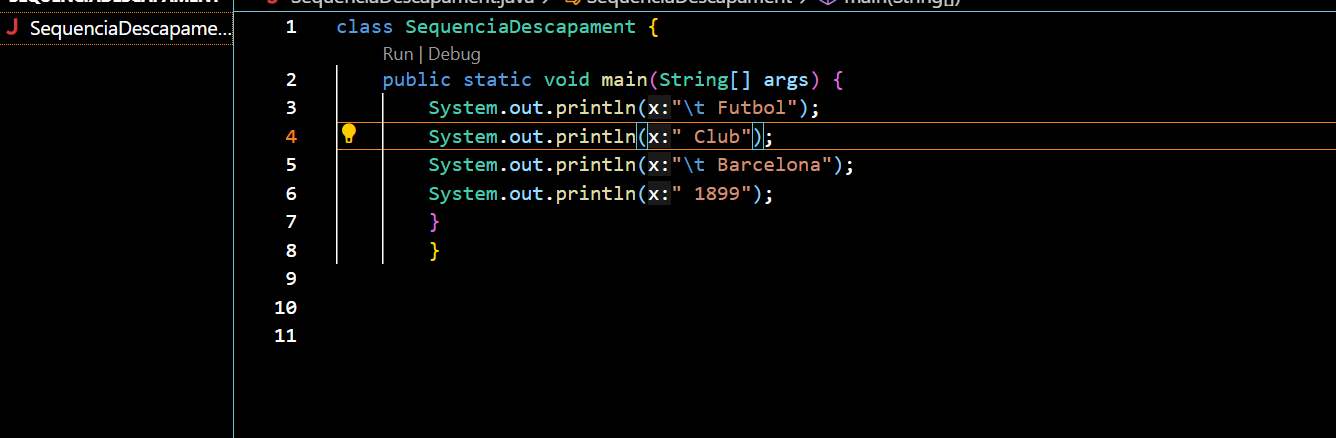 SEQUENCIADESCAPAMENT
SequenciaDescapament.java > SequenciaDescapament > main(String[])
J SequenciaDescapame...
1 class SequenciaDescapament {
Run | Debug
2 public static void main(String[] args) {
3 System.out.println(x:"\t Futbol");
4 System.out.println(x:" Club");
5 System.out.println(x:"\t Barcelona");
6 System.out.println(x:" 1899");
7 }
8 }
9
10
11